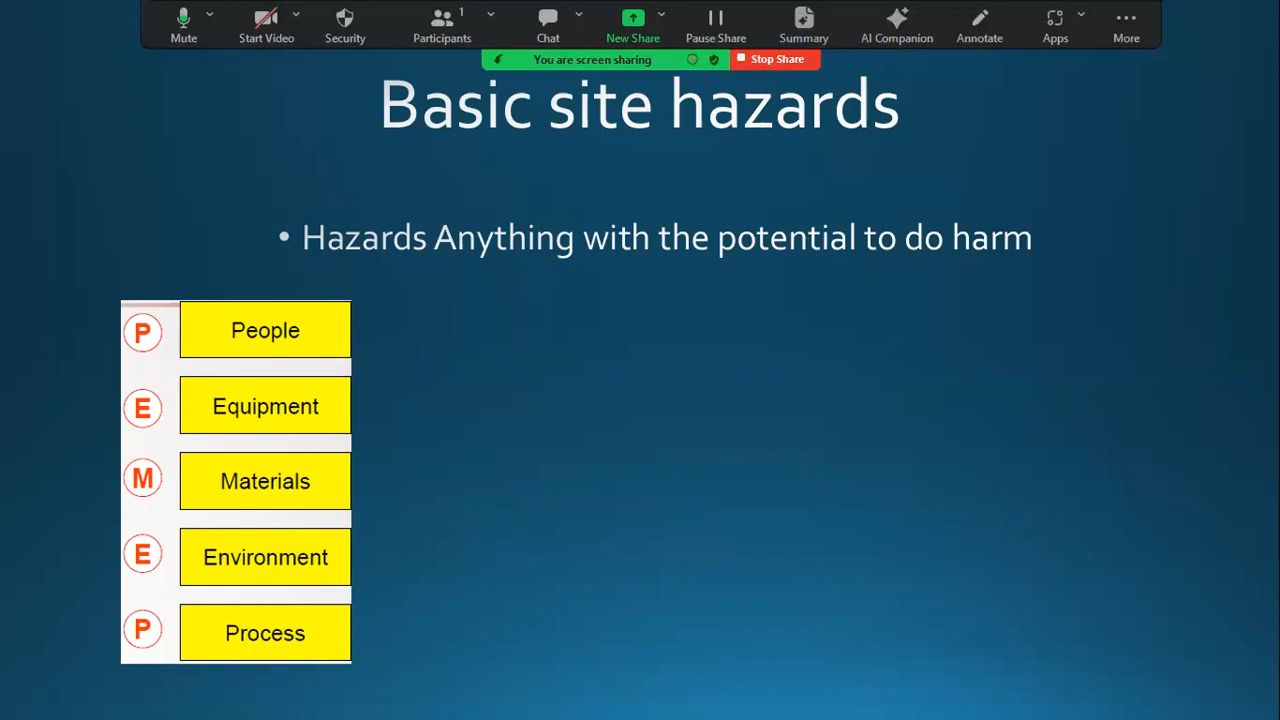 Mute
Start Video
Security
Participants
1
Chat
New Share
Pause Share
Summary
AI Companion
Annotate
Apps
More
You are screen sharing
Stop Share
Basic site hazards
• Hazards Anything with the potential to do harm
P People
E Equipment
M Materials
E Environment
P Process